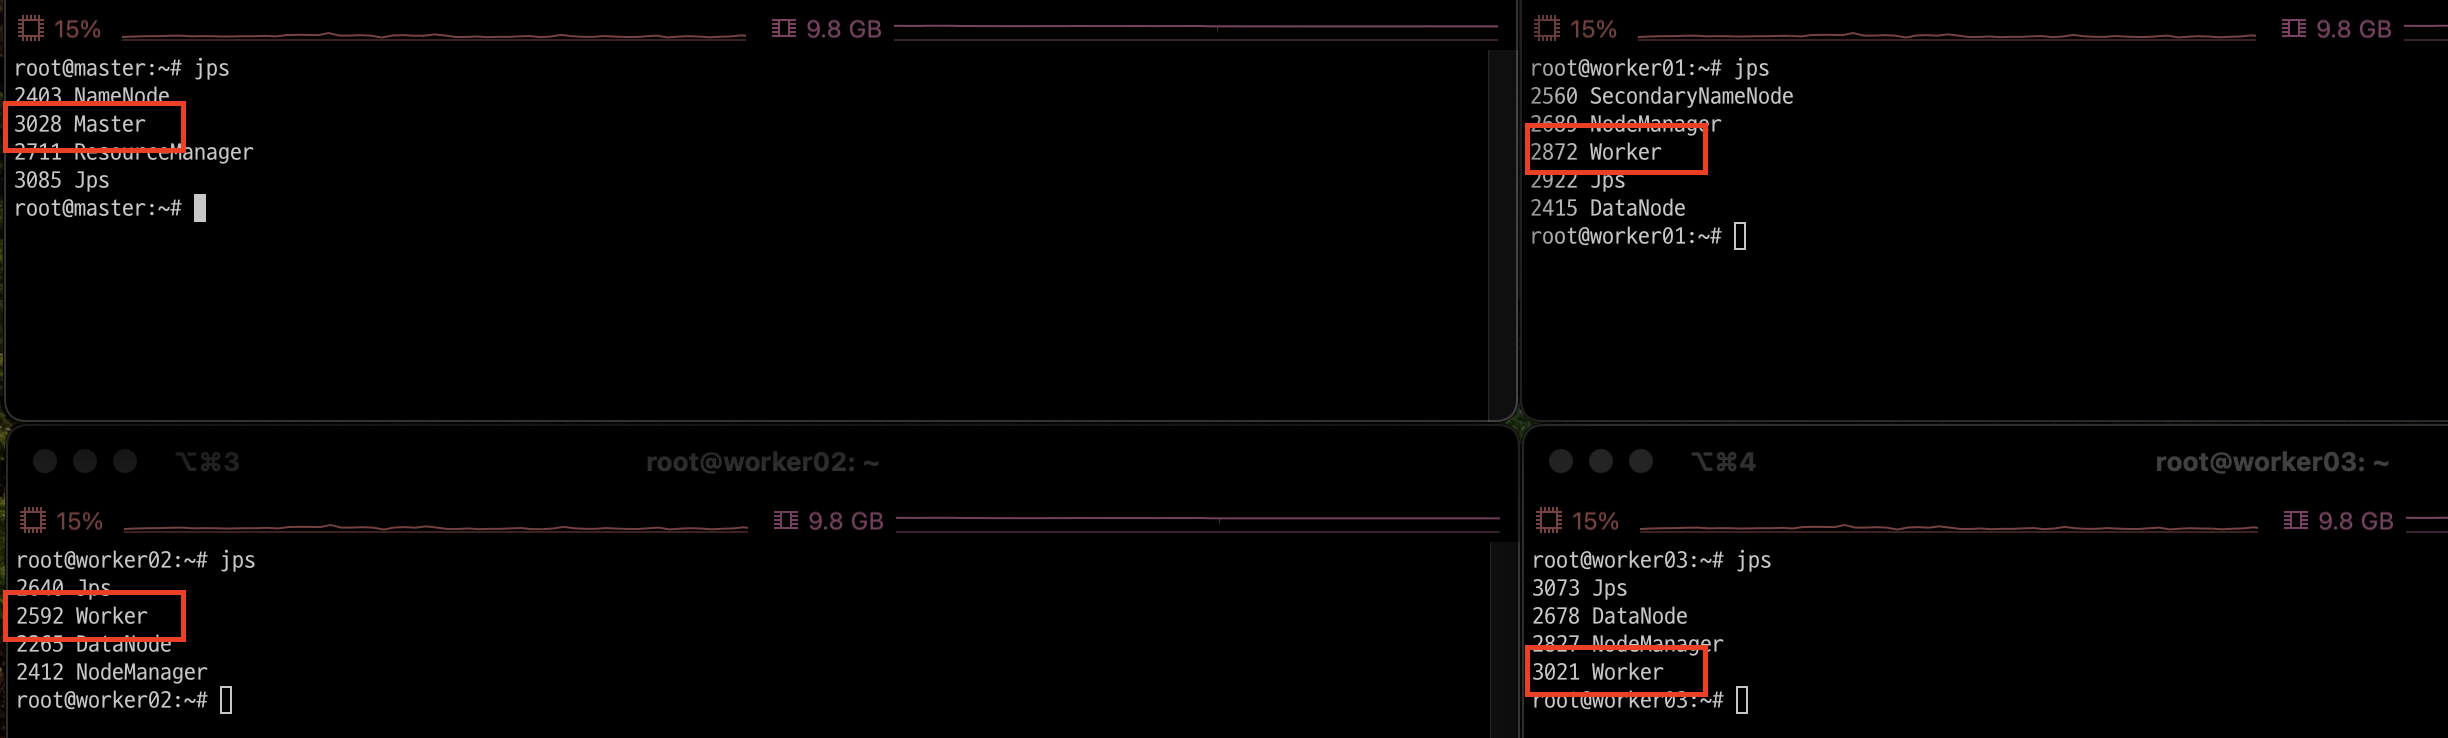 15% 9.8 GB
root@master:~# jps
2403 NameNode
3028 Master
2711 ResourceManager
3085 Jps
root@master:~#
15% 9.8 GB
root@worker01:~# jps
2560 SecondaryNameNode
2689 NodeManager
2872 Worker
2922 Jps
2415 DataNode
root@worker01:~#
⌥⌘3 root@worker02: ~
15% 9.8 GB
root@worker02:~# jps
2640 Jps
2592 Worker
2265 DataNode
2412 NodeManager
root@worker02:~#
⌥⌘4 root@worker03: ~
15% 9.8 GB
root@worker03:~# jps
3073 Jps
2678 DataNode
2827 NodeManager
3021 Worker
root@worker03:~#